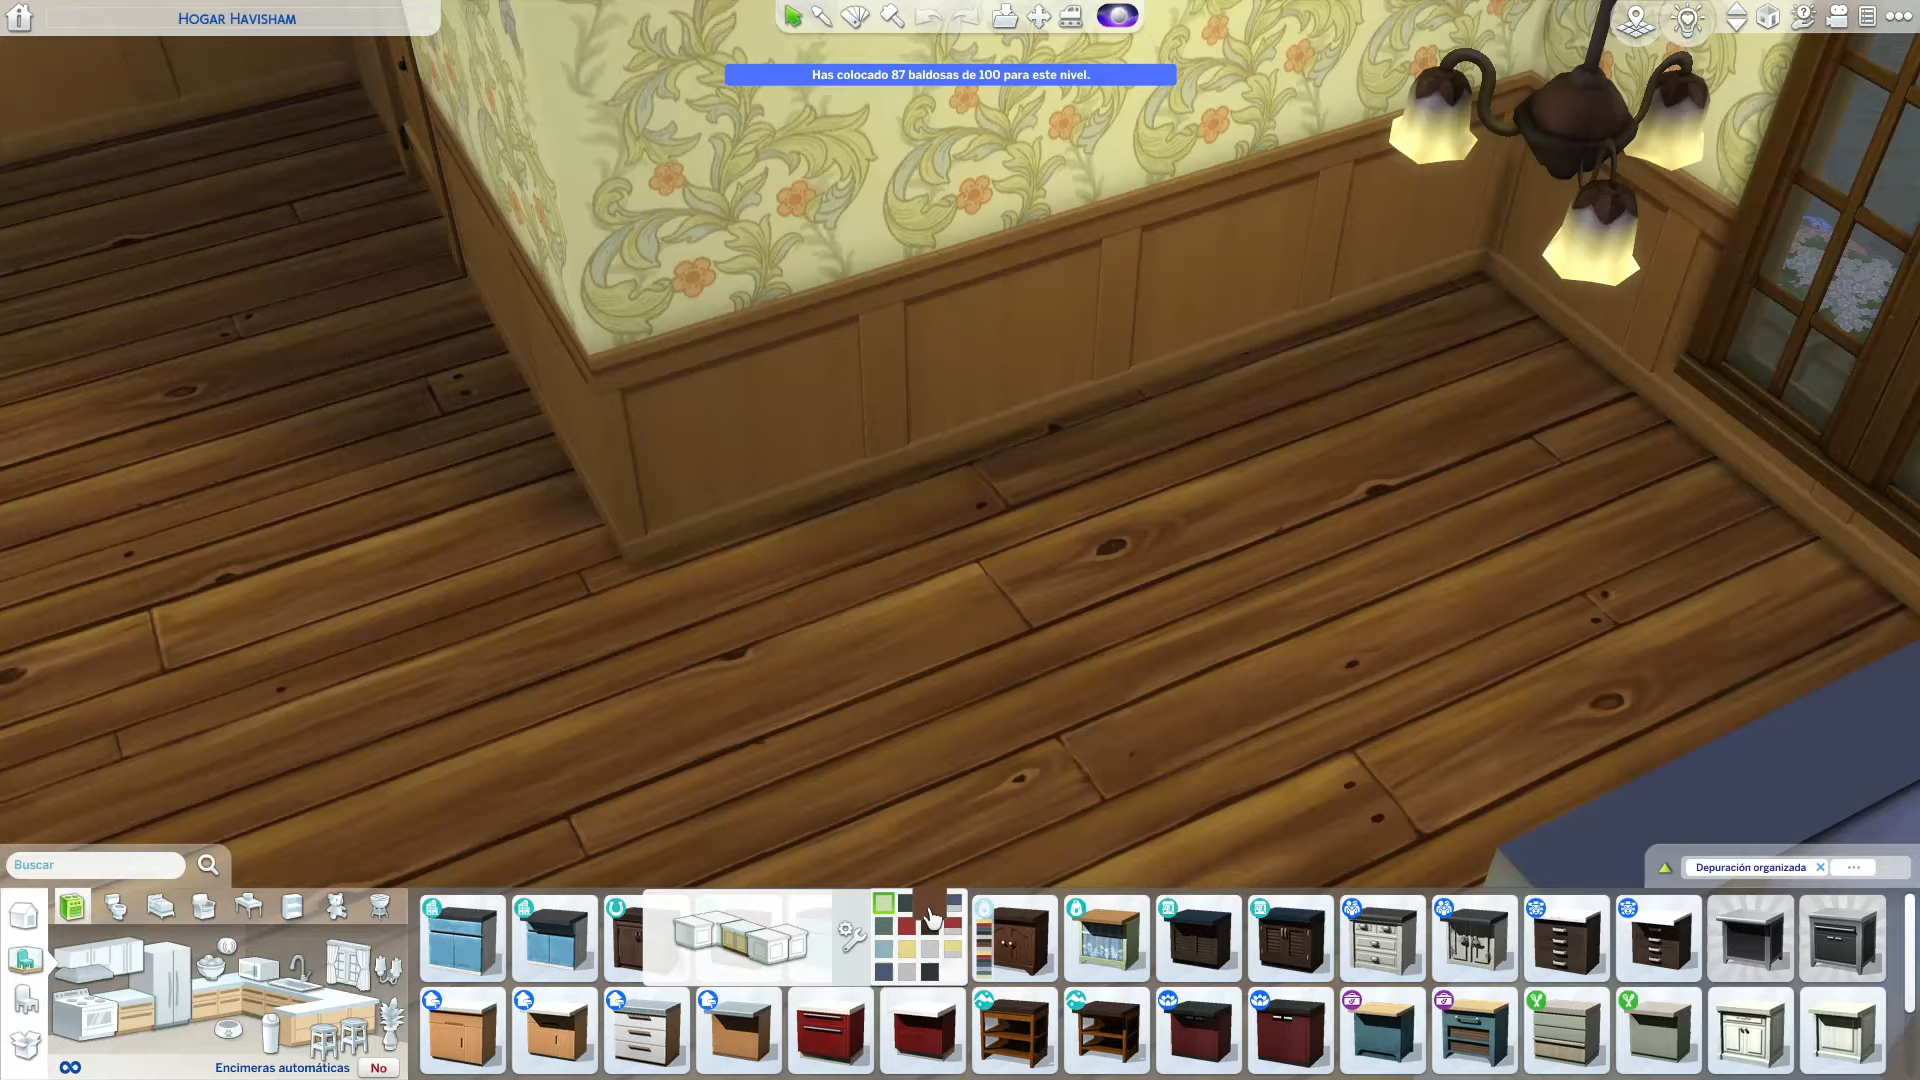 Hogar Havisham
Has colocado 87 baldosas de 100 para este nivel.
Buscar
Depuración organizada
Encimeras automáticas No